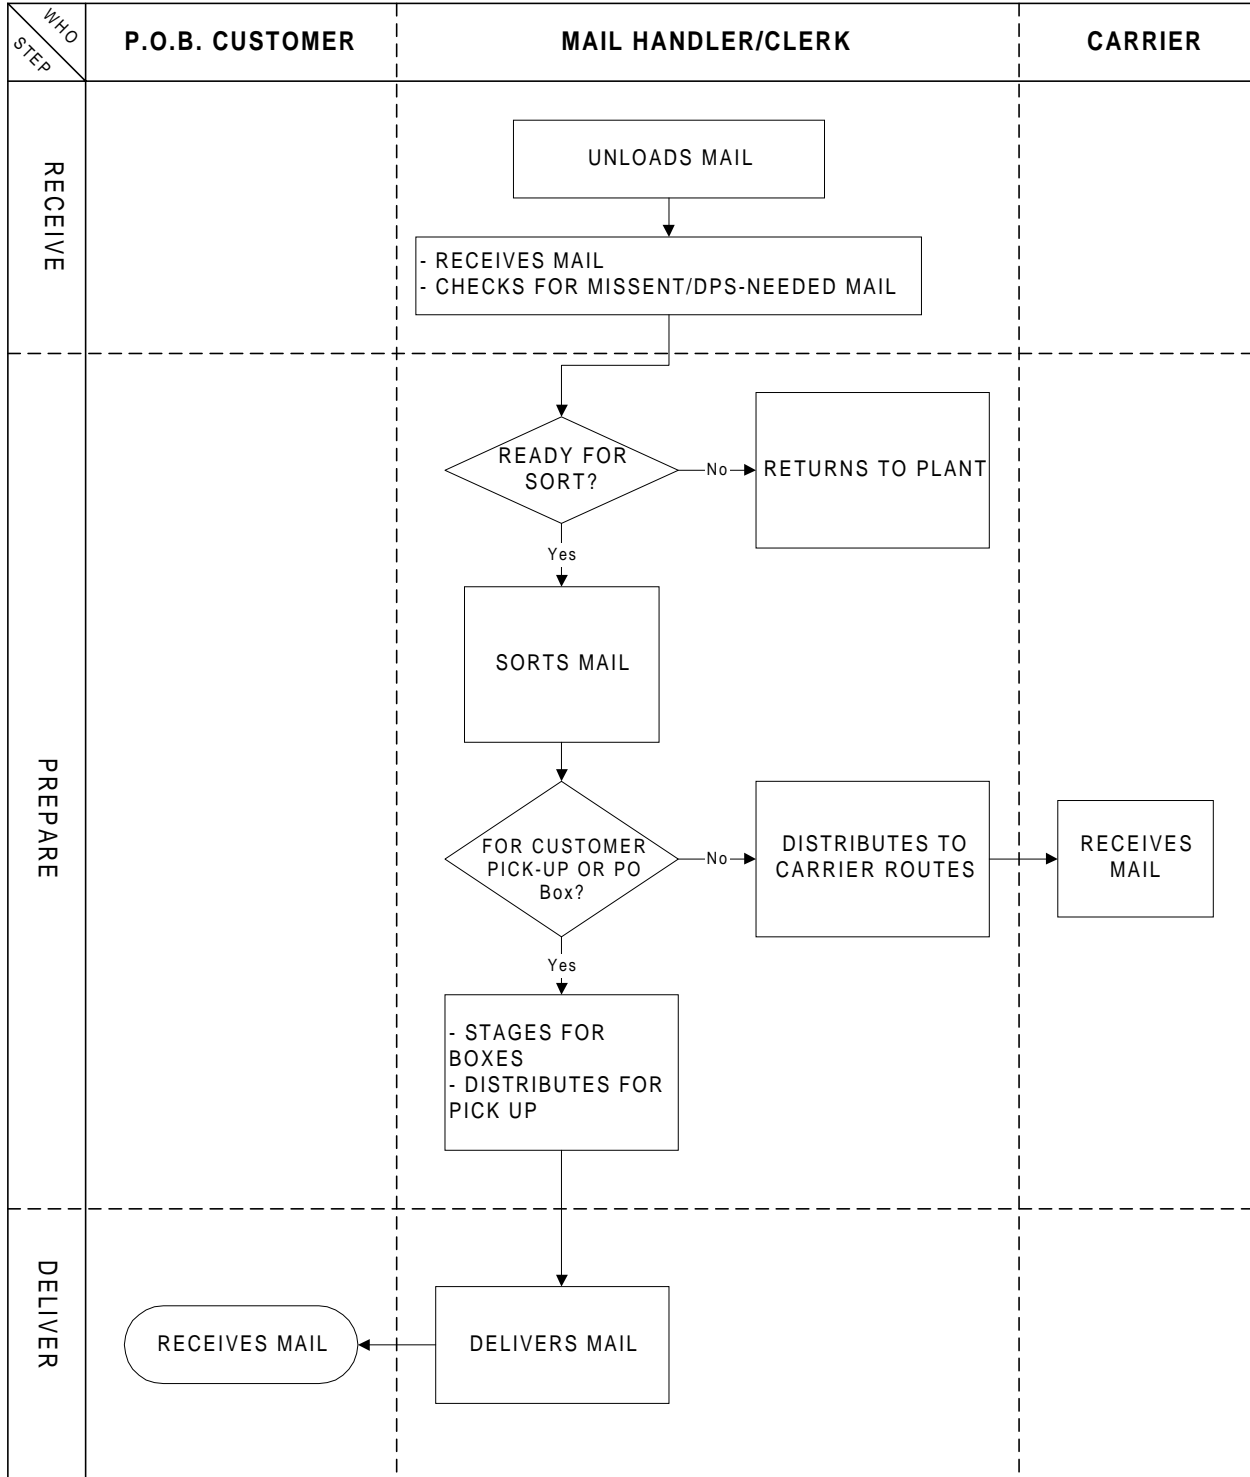 WHO
STEP
P.O.B. CUSTOMER
MAIL HANDLER/CLERK
CARRIER
RECEIVE
UNLOADS MAIL
- RECEIVES MAIL
- CHECKS FOR MISSENT/DPS-NEEDED MAIL
PREPARE
READY FOR
SORT?
No
RETURNS TO PLANT
Yes
SORTS MAIL
FOR CUSTOMER
PICK-UP OR PO
Box?
No
DISTRIBUTES TO
CARRIER ROUTES
RECEIVES
MAIL
Yes
- STAGES FOR
BOXES
- DISTRIBUTES FOR
PICK UP
DELIVER
RECEIVES MAIL
DELIVERS MAIL